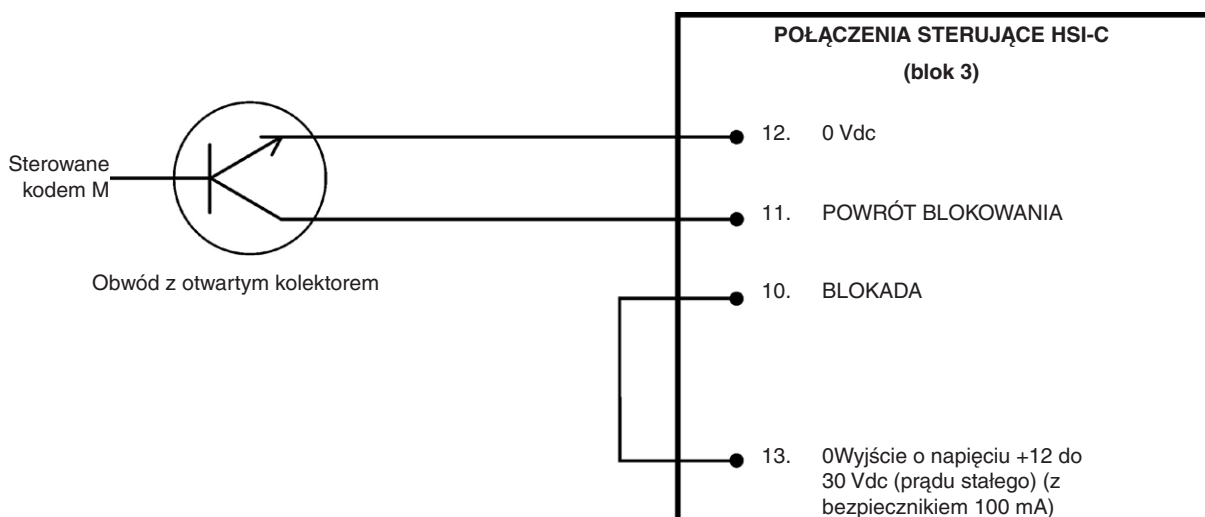 POŁĄCZENIA STERUJĄCE HSI-C
(blok 3)
12. 0 Vdc
Sterowane
kodem M
11. POWRÓT BLOKOWANIA
Obwód z otwartym kolektorem
10. BLOKADA
13. 0Wyjście o napięciu +12 do
30 Vdc (prądu stałego) (z
bezpiecznikiem 100 mA)